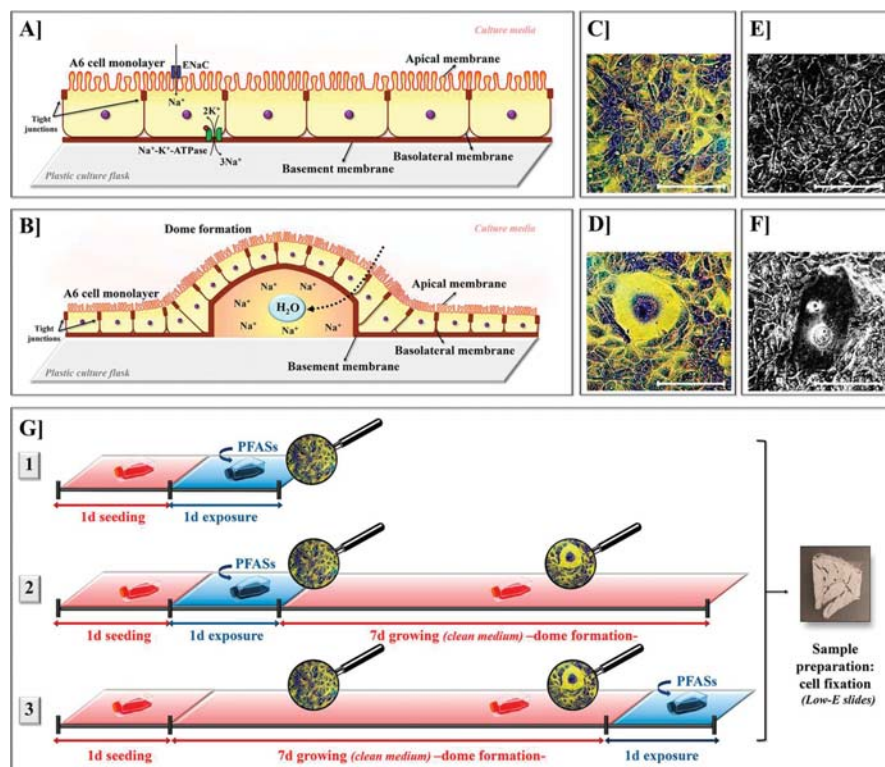 A]
Culture media
A6 cell monolayer
ENaC
Apical membrane
Na⁺
Tight
junctions
2K⁺
Na⁺-K⁺-ATPase
3Na⁺
Basement membrane
Basolateral membrane
Plastic culture flask
B]
Culture media
Dome formation
A6 cell monolayer
Apical membrane
Na⁺
Na⁺
Na⁺
Na⁺
H₂O
Na⁺
Na⁺
Na⁺
Tight
junctions
Basolateral membrane
Basement membrane
Plastic culture flask
C]
E]
D]
F]
G]
1
PFASs
1d seeding
1d exposure
2
PFASs
1d seeding
1d exposure
7d growing (clean medium) –dome formation-
3
PFASs
1d seeding
7d growing (clean medium) –dome formation-
1d exposure
Sample
preparation:
cell fixation
(Low-E slides)